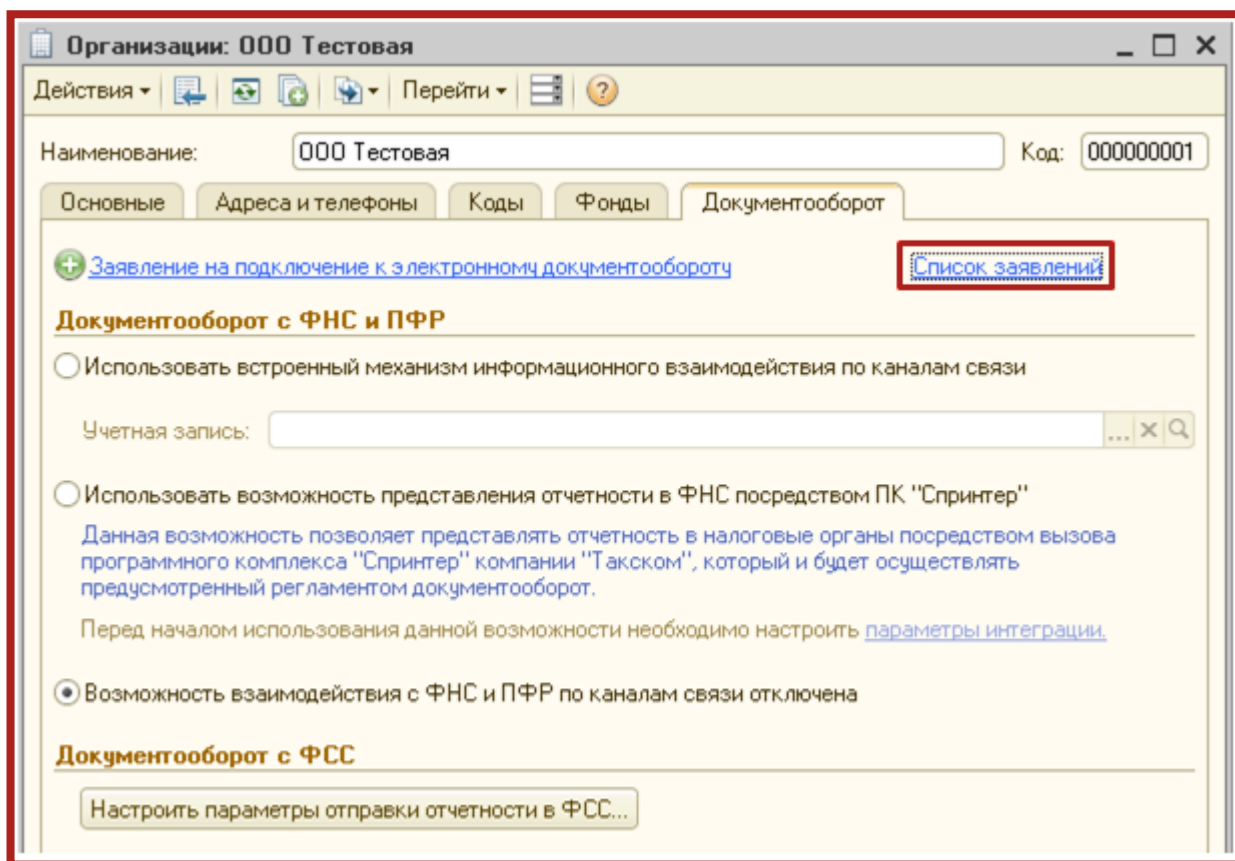 Организации: ООО Тестовая
Действия Перейти
Наименование: ООО Тестовая Код: 000000001
Основные Адреса и телефоны Коды Фонды Документооборот
Заявление на подключение к электронному документообороту Список заявлений
Документооборот с ФНС и ПФР
Использовать встроенный механизм информационного взаимодействия по каналам связи
Учетная запись: ...
Использовать возможность представления отчетности в ФНС посредством ПК "Спринтер"
Данная возможность позволяет представлять отчетность в налоговые органы посредством вызова
программного комплекса "Спринтер" компании "Такском", который и будет осуществлять
предусмотренный регламентом документооборот.
Перед началом использования данной возможности необходимо настроить параметры интеграции.
Возможность взаимодействия с ФНС и ПФР по каналам связи отключена
Документооборот с ФСС
Настроить параметры отправки отчетности в ФСС...